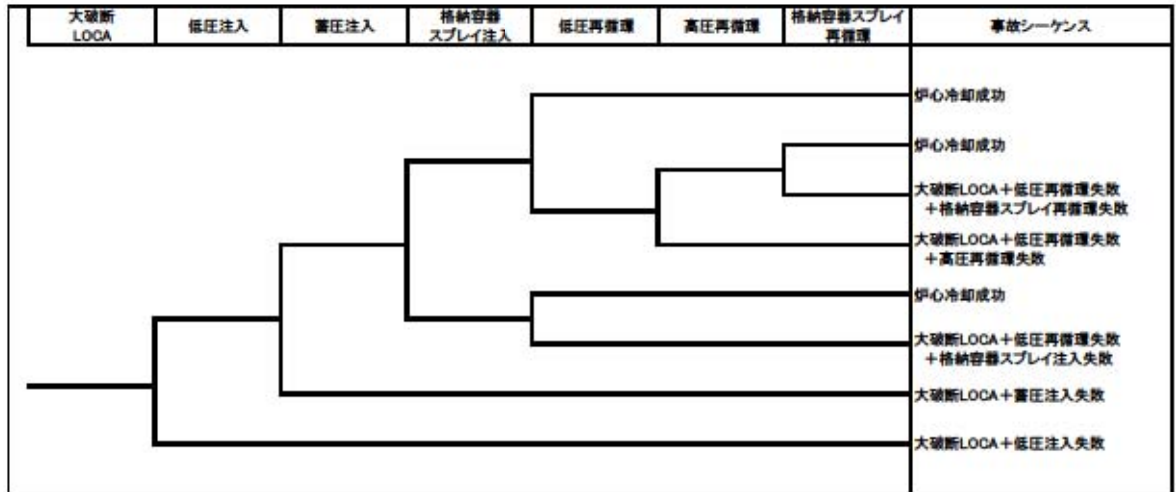 大破断
LOCA
低圧注入
蓄圧注入
格納容器
スプレイ注入
低圧再循環
高圧再循環
格納容器スプレイ
再循環
事故シーケンス
炉心冷却成功
炉心冷却成功
大破断LOCA+低圧再循環失敗
+格納容器スプレイ再循環失敗
大破断LOCA+低圧再循環失敗
+高圧再循環失敗
炉心冷却成功
大破断LOCA+低圧再循環失敗
+格納容器スプレイ注入失敗
大破断LOCA+蓄圧注入失敗
大破断LOCA+低圧注入失敗